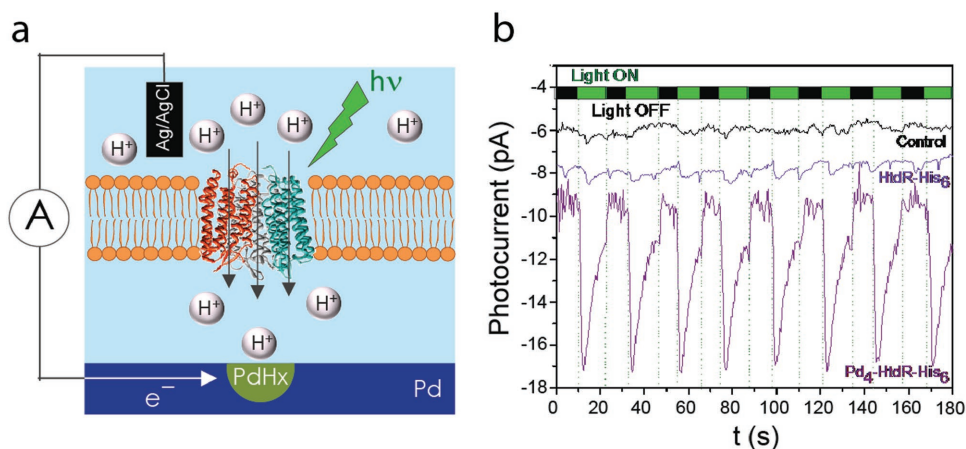 a
Ag/AgCl
H⁺
H⁺
H⁺
H⁺
H⁺
hν
A
H⁺
H⁺
H⁺
PdHx
e⁻
Pd
b
Light ON
Light OFF
Control
HtdR-His₆
Pd₄-HtdR-His₆
Photocurrent (pA)
-4
-6
-8
-10
-12
-14
-16
-18
0 20 40 60 80 100 120 140 160 180
t (s)